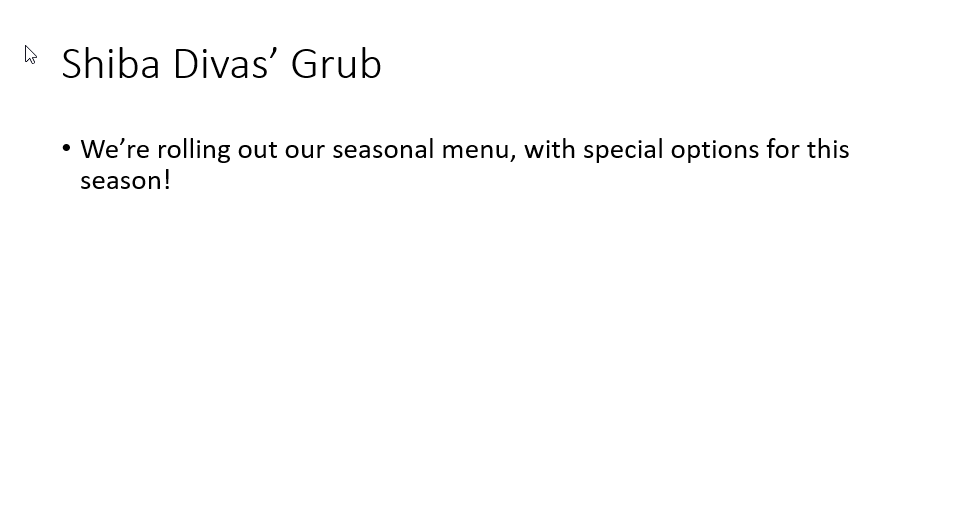 Shiba Divas’ Grub
• We’re rolling out our seasonal menu, with special options for this
season!